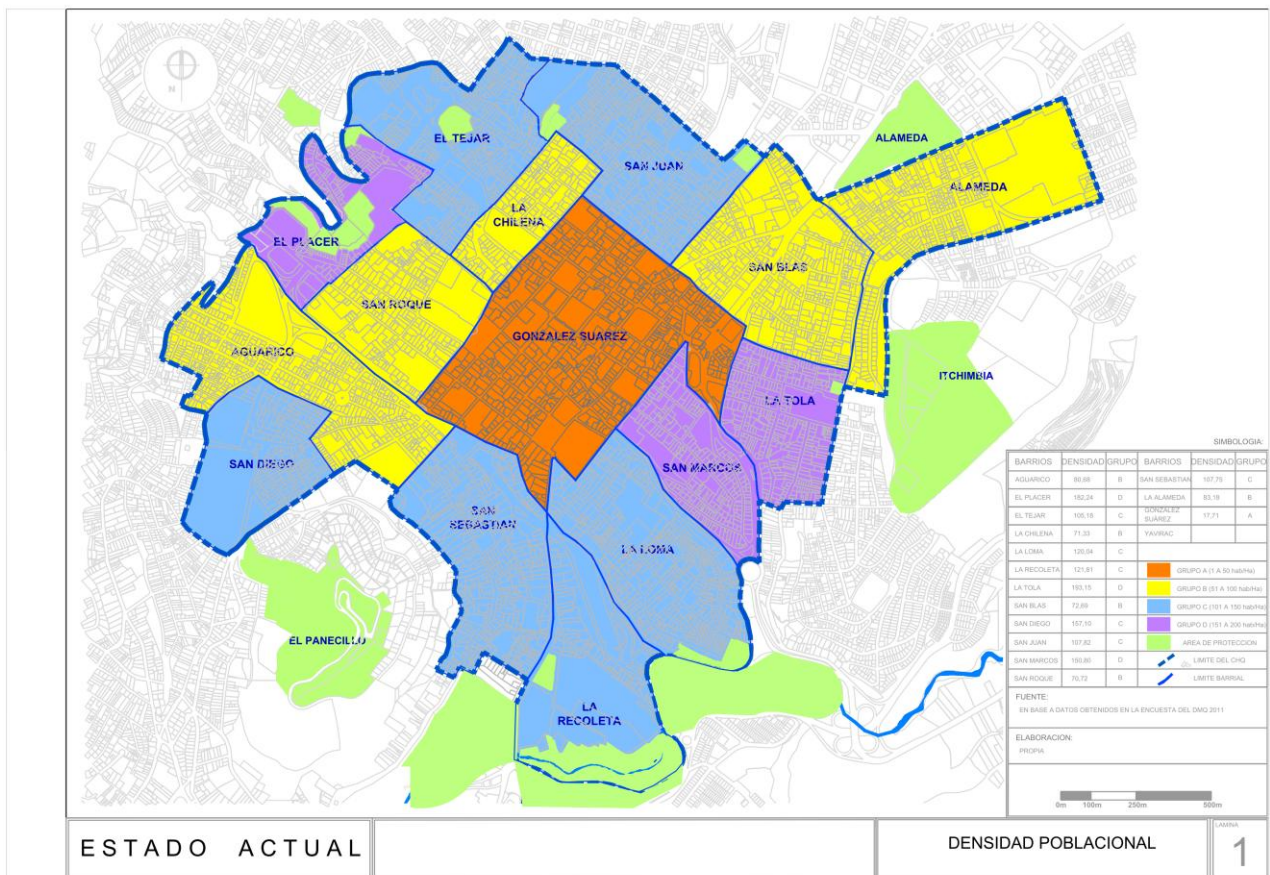 N
EL TEJAR
SAN JUAN
ALAMEDA
ALAMEDA
LA
CHILENA
EL PLACER
SAN BLAS
SAN ROQUE
GONZALEZ SUAREZ
AGUARICO
ITCHIMBIA
LA TOLA
SAN DIEGO
SAN MARCOS
SAN
SEBASTIAN
LA LOMA
EL PANECILLO
LA
RECOLETA
SIMBOLOGIA:
BARRIOS DENSIDAD GRUPO BARRIOS DENSIDAD GRUPO
AGUARICO 80,68 B SAN SEBASTIAN 107,75 C
EL PLACER 182,24 D LA ALAMEDA 53,18 B
EL TEJAR 105,18 C GONZALEZ SUAREZ 17,71 A
LA CHILENA 71,33 B YAVIRAC
LA LOMA 120,04 C
LA RECOLETA 121,81 C GRUPO A (1 A 50 hab/Ha)
LA TOLA 193,15 D GRUPO B (51 A 100 hab/Ha)
SAN BLAS 72,69 B GRUPO C (101 A 150 hab/Ha)
SAN DIEGO 157,10 C GRUPO D (151 A 200 hab/Ha)
SAN JUAN 107,82 C AREA DE PROTECCION
SAN MARCOS D LIMITE DEL CHQ
SAN ROQUE 70,72 B LIMITE BARRIAL
FUENTE:
EN BASE A DATOS OBTENIDOS EN LA ENCUESTA DEL DMQ 2011
ELABORACION:
PROPIA
0m 100m 250m 500m
ESTADO ACTUAL
DENSIDAD POBLACIONAL
LAMINA
1